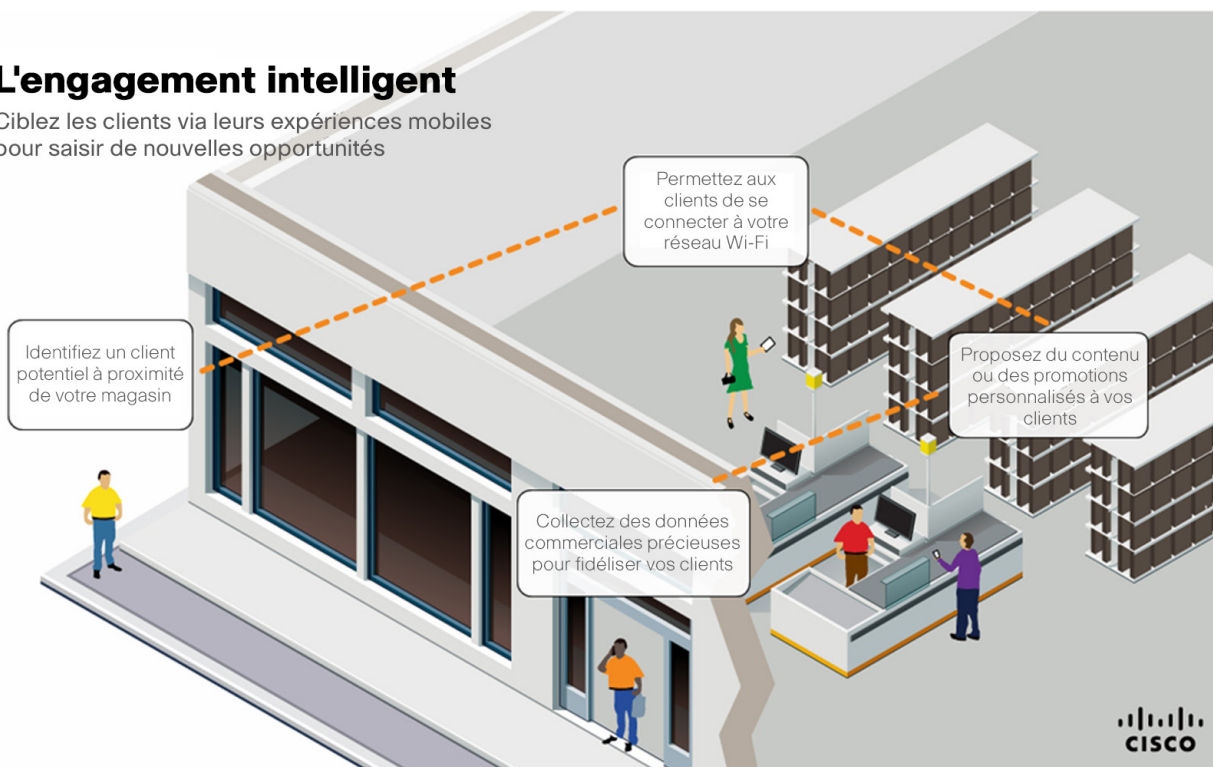 L'engagement intelligent
Ciblez les clients via leurs expériences mobiles
pour saisir de nouvelles opportunités
Permettez aux
clients de se
connecter à votre
réseau Wi-Fi
Identifiez un client
potentiel à proximité
de votre magasin
Proposez du contenu
ou des promotions
personnalisés à vos
clients
Collectez des données
commerciales précieuses
pour fidéliser vos clients
CISCO